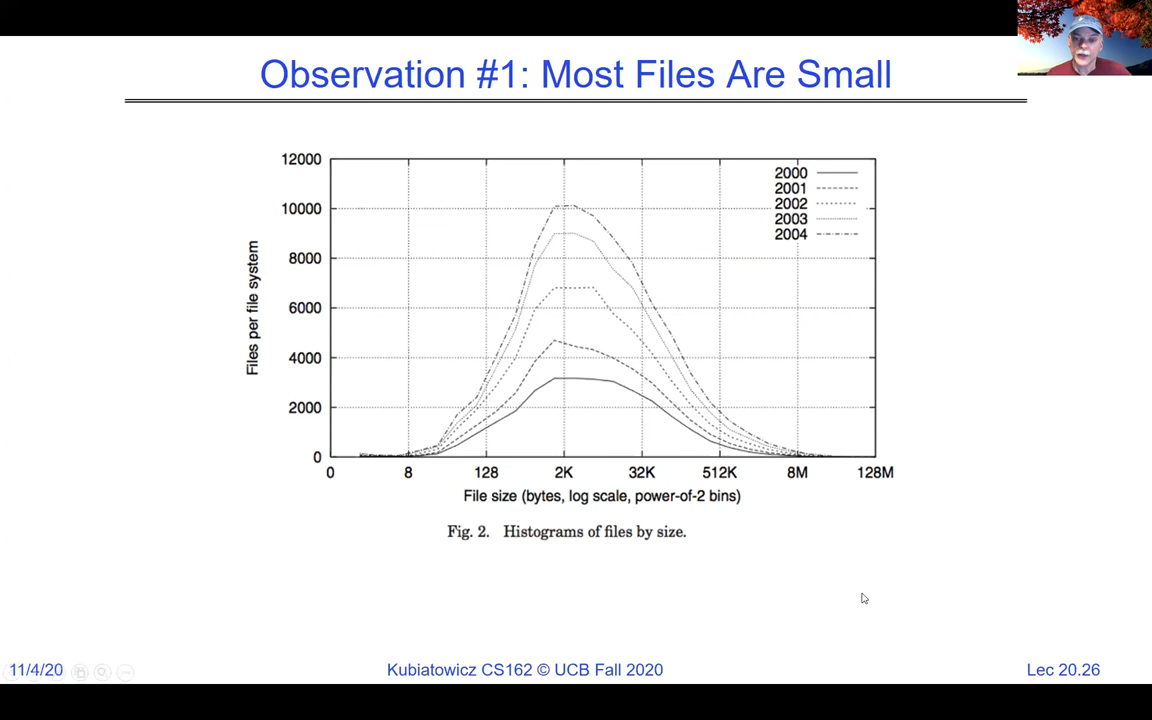 Observation #1: Most Files Are Small
12000
10000
8000
6000
4000
2000
0
Files per file system
2000
2001
2002
2003
2004
0 8 128 2K 32K 512K 8M 128M
File size (bytes, log scale, power-of-2 bins)
Fig. 2. Histograms of files by size.
11/4/20 Kubiatowicz CS162 © UCB Fall 2020 Lec 20.26